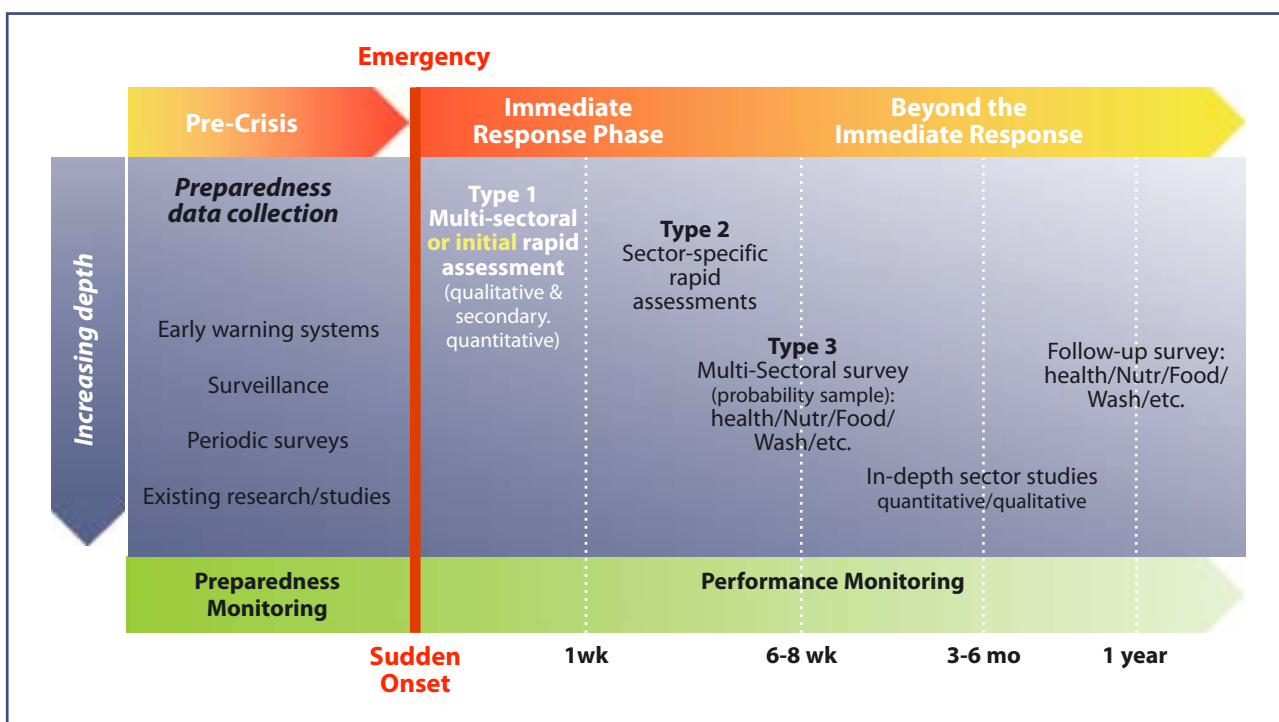 Emergency
Pre-Crisis
Immediate
Response Phase
Beyond the
Immediate Response
Increasing depth
Preparedness
data collection
Early warning systems
Surveillance
Periodic surveys
Existing research/studies
Type 1
Multi-sectoral
or initial rapid
assessment
(qualitative &
secondary.
quantitative)
Type 2
Sector-specific
rapid
assessments
Type 3
Multi-Sectoral survey
(probability sample):
health/Nutr/Food/
Wash/etc.
In-depth sector studies
quantitative/qualitative
Follow-up survey:
health/Nutr/Food/
Wash/etc.
Preparedness
Monitoring
Performance Monitoring
Sudden
Onset
1wk
6-8 wk
3-6 mo
1 year